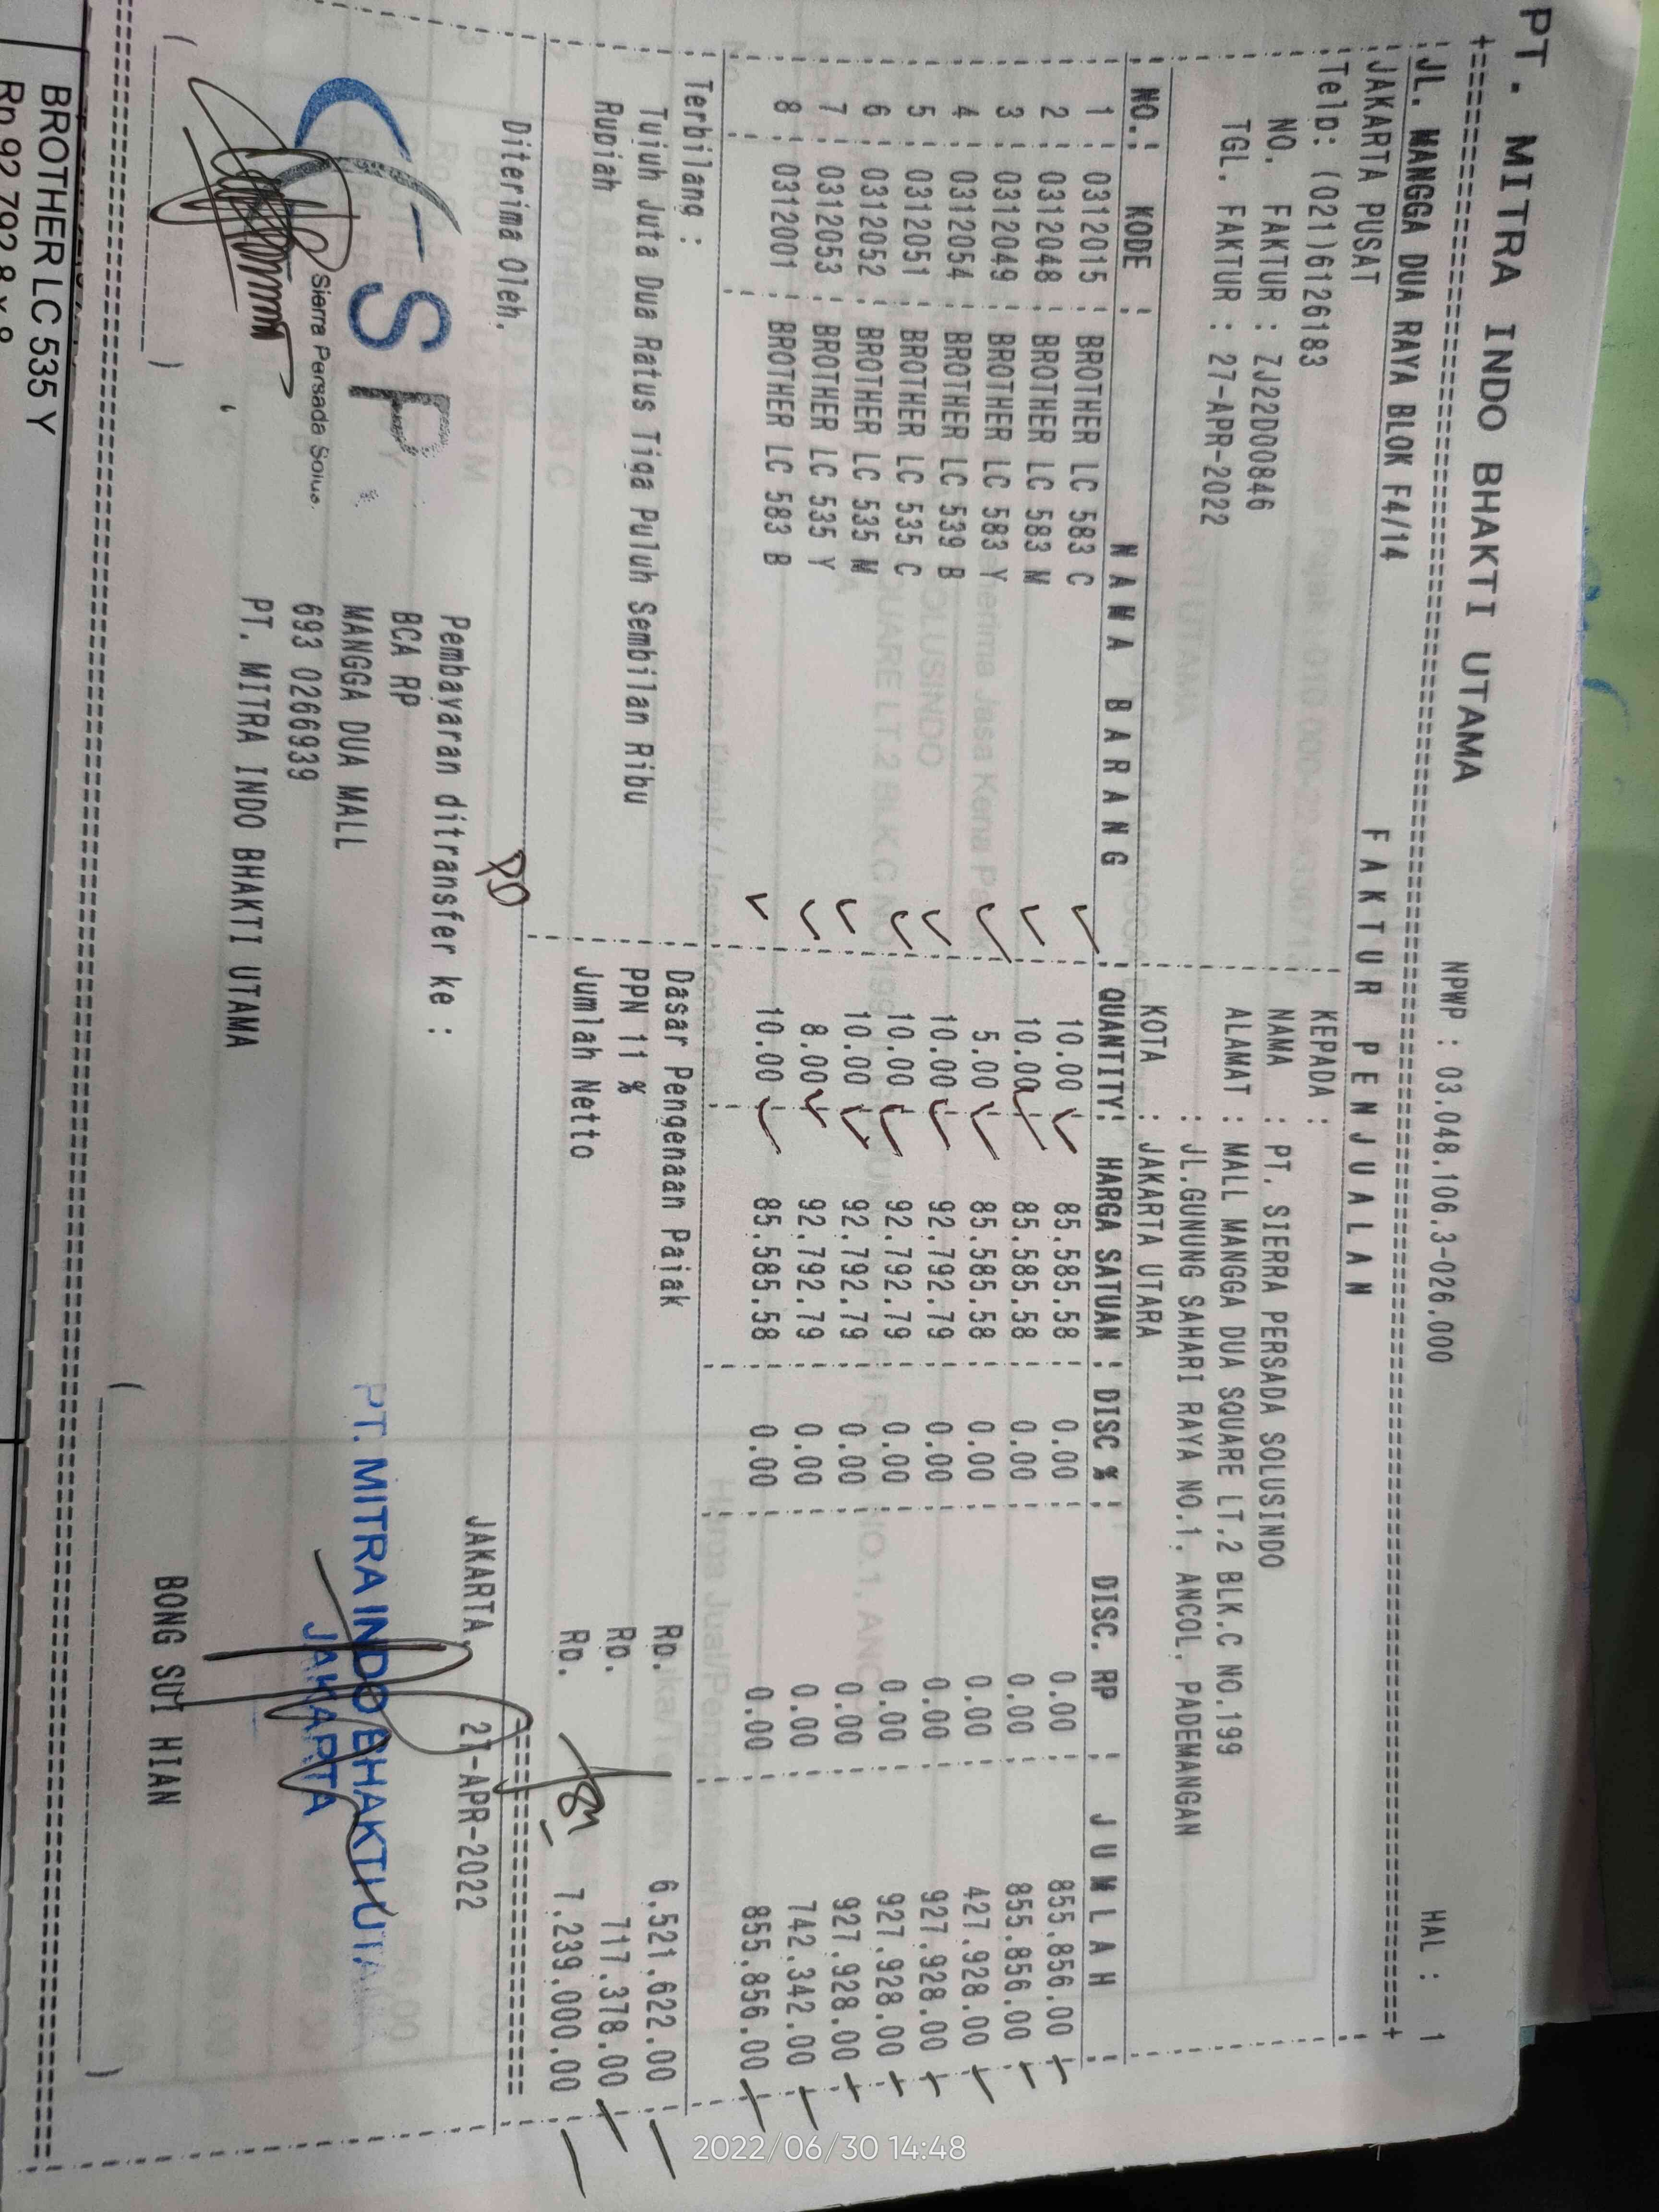 PT. MITRA INDO BHAKTI UTAMA
NPWP : 03.048.106.3-026.000
HAL : 1
JL. MANGGA DUA RAYA BLOK F4/14
JAKARTA PUSAT
F A K T U R P E N J U A L A N
Telp: (021)6126183
KEPADA :
NO. FAKTUR : ZJ22D00846
NAMA : PT. SIERRA PERSADA SOLUSINDO
TGL. FAKTUR : 27-APR-2022
ALAMAT : MALL MANGGA DUA SQUARE LT.2 BLK.C NO.199
: JL.GUNUNG SAHARI RAYA NO.1, ANCOL, PADEMANGAN
KOTA : JAKARTA UTARA
NO. KODE N A M A B A R A N G QUANTITY HARGA SATUAN DISC % DISC. RP J U M L A H
1 0312015 BROTHER LC 583 C 10.00 85.585.58 0.00 0.00 855.856.00
2 0312048 BROTHER LC 583 M 10.00 85.585.58 0.00 0.00 855.856.00
3 0312049 BROTHER LC 583 Y 5.00 85.585.58 0.00 0.00 427.928.00
4 0312054 BROTHER LC 539 B 10.00 92.792.79 0.00 0.00 927.928.00
5 0312051 BROTHER LC 535 C 10.00 92.792.79 0.00 0.00 927.928.00
6 0312052 BROTHER LC 535 M 10.00 92.792.79 0.00 0.00 927.928.00
7 0312053 BROTHER LC 535 Y 8.00 92.792.79 0.00 0.00 742.342.00
8 0312001 BROTHER LC 583 B 10.00 85.585.58 0.00 0.00 855.856.00
Terbilang :
Dasar Pengenaan Pajak Rp. 6.521.622.00
Tujuh Juta Dua Ratus Tiga Puluh Sembilan Ribu
PPN 11 % Rp. 717.378.00
Rupiah
Jumlah Netto Rp. 7.239.000.00
Diterima Oleh,
PD
JAKARTA, 27-APR-2022
Pembayaran ditransfer ke :
BCA RP
MANGGA DUA MALL
693 0266939
PT. MITRA INDO BHAKTI UTAMA
SP
Sierra Persada Solus
PT. MITRA INDO BHAKTI UTAMA
JAKARTA
BONG SUI HIAN
BROTHER LC 535 Y
Rp 92.792.8 x 8
2022/06/30 14:48